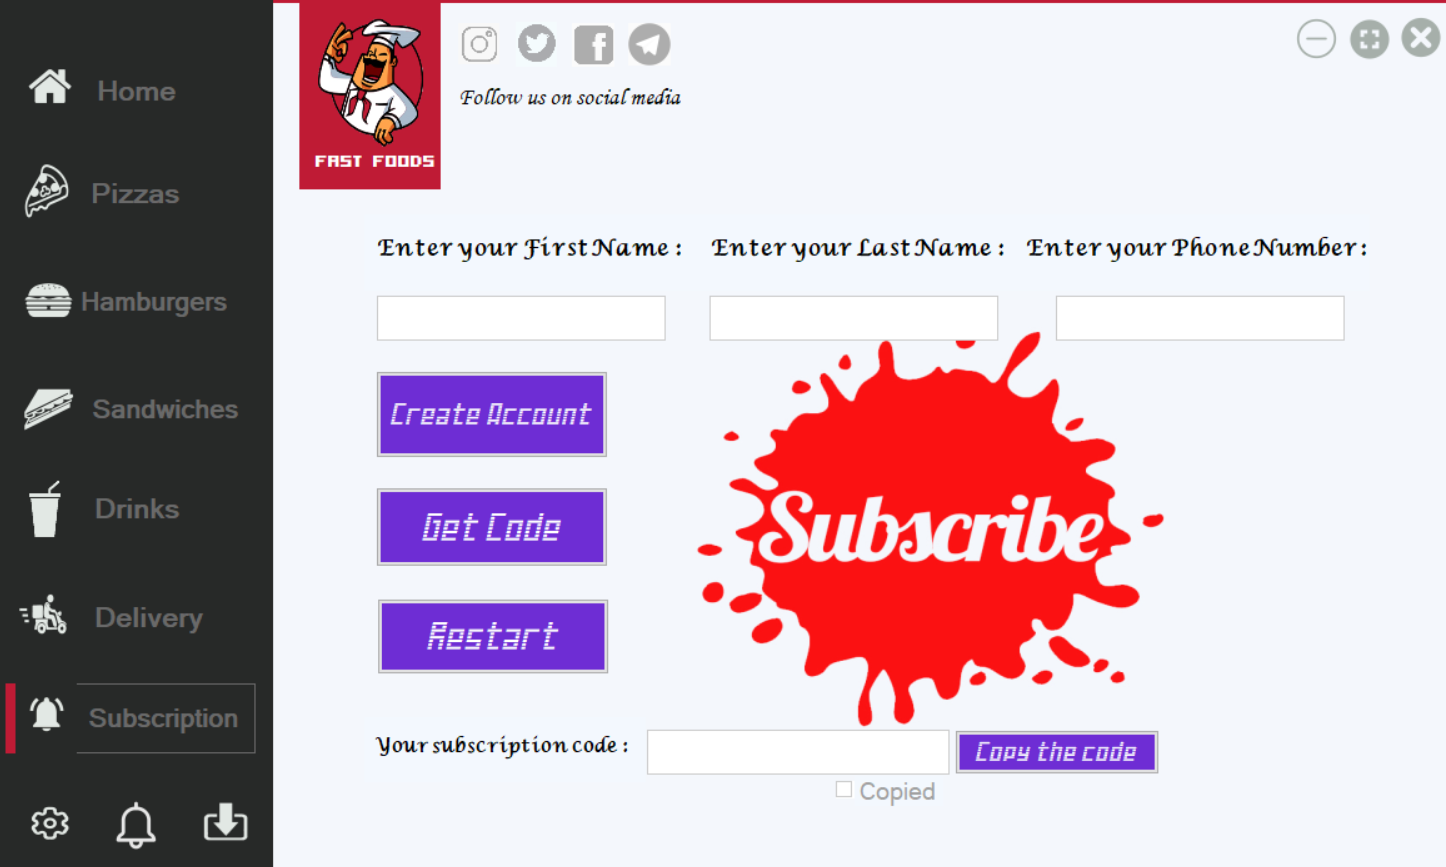 Home
Pizzas
Hamburgers
Sandwiches
Drinks
Delivery
Subscription
FAST FOODS
Follow us on social media
Enter your First Name :
Enter your Last Name :
Enter your Phone Number :
Create Account
Get Code
Restart
Subscribe
Your subscription code :
Copy the code
Copied